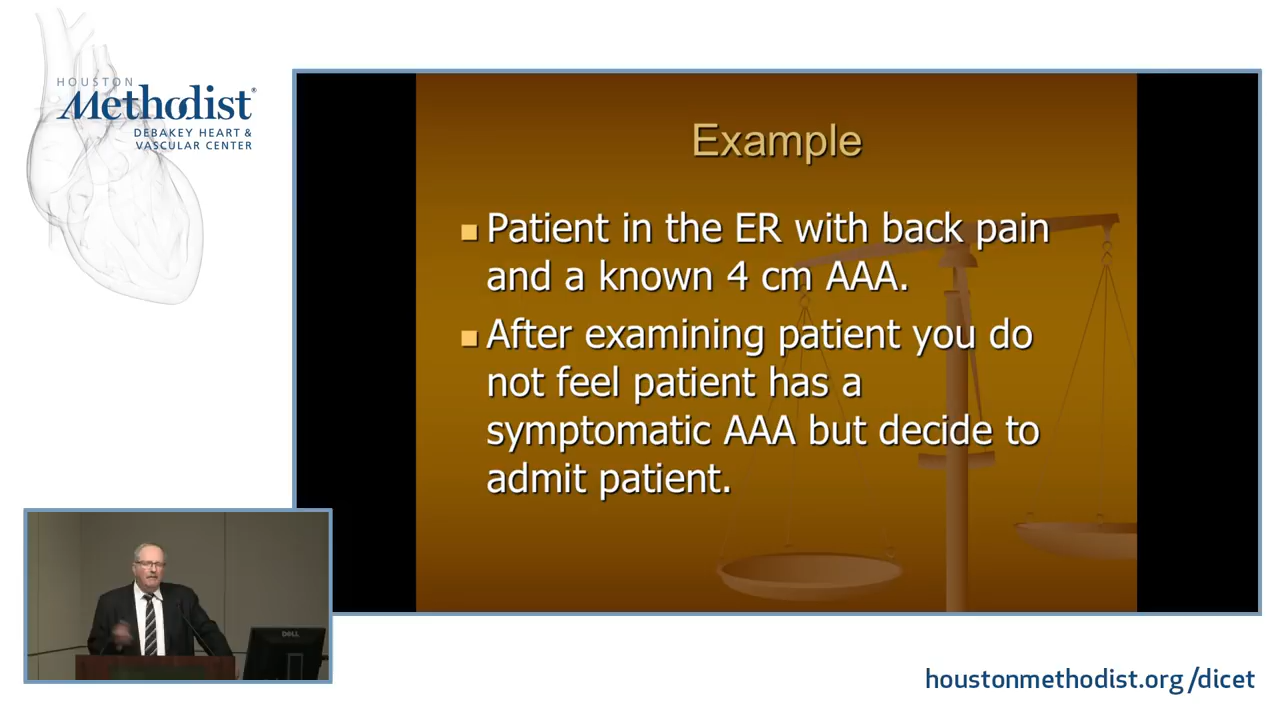 HOUSTON
Methodist®
DEBAKEY HEART &
VASCULAR CENTER
Example
Patient in the ER with back pain
and a known 4 cm AAA.
After examining patient you do
not feel patient has a
symptomatic AAA but decide to
admit patient.
DELL
houstonmethodist.org/dicet